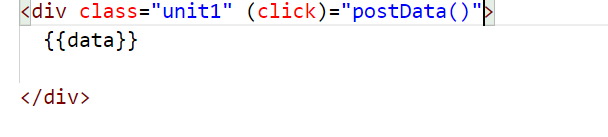 <div class="unit1" (click)="postData()">
{{data}}
</div>